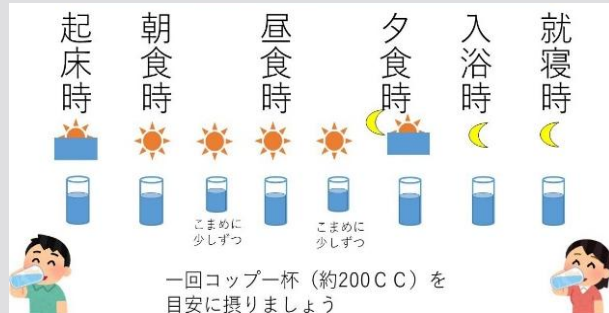 起床時
朝食時
昼食時
夕食時
入浴時
就寝時
こまめに
少しずつ
こまめに
少しずつ
一回コップ一杯（約200ＣＣ）を
目安に摂りましょう